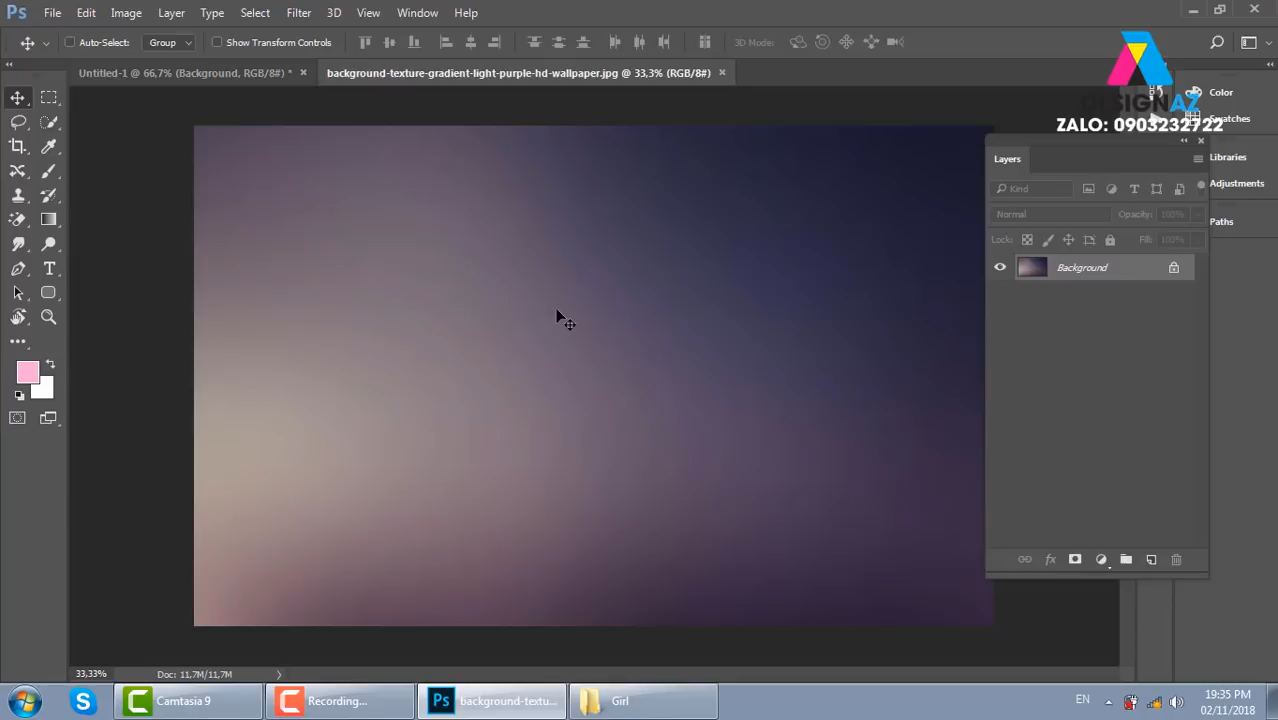 Ps File Edit Image Layer Type Select Filter 3D View Window Help
Auto-Select: Group Show Transform Controls 3D Mode:
Untitled-1 @ 66,7% (Background, RGB/8#) * × background-texture-gradient-light-purple-hd-wallpaper.jpg @ 33,3% (RGB/8#) ×
DESIGNAZ
ZALO: 0903232722
Color
Swatches
Libraries
Adjustments
Paths
Layers
Kind
Normal Opacity: 100%
Lock: Fill: 100%
Background
33,33% Doc: 11,7M/11,7M
Camtasia 9 Recording... Ps background-textu... Girl
EN 19:35 PM
02/11/2018